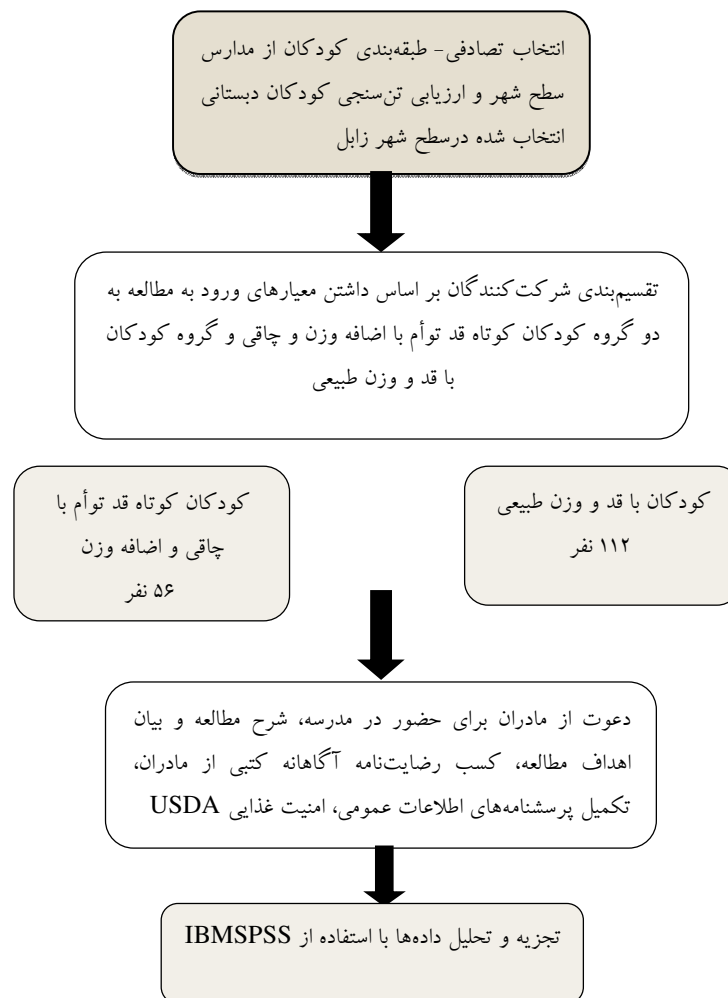 انتخاب تصادفی- طبقه‌بندی کودکان از مدارس
سطح شهر و ارزیابی تن‌سنجی کودکان دبستانی
انتخاب شده درسطح شهر زابل
تقسیم‌بندی شرکت‌کنندگان بر اساس داشتن معیارهای ورود به مطالعه به
دو گروه کودکان کوتاه قد توأم با اضافه وزن و چاقی و گروه کودکان
با قد و وزن طبیعی
کودکان با قد و وزن طبیعی
۱۱۲ نفر
کودکان کوتاه قد توأم با
چاقی و اضافه وزن
۵۶ نفر
دعوت از مادران برای حضور در مدرسه، شرح مطالعه و بیان
اهداف مطالعه، کسب رضایت‌نامه آگاهانه کتبی از مادران،
تکمیل پرسشنامه‌های اطلاعات عمومی، امنیت غذایی USDA
تجزیه و تحلیل داده‌ها با استفاده از IBMSPSS